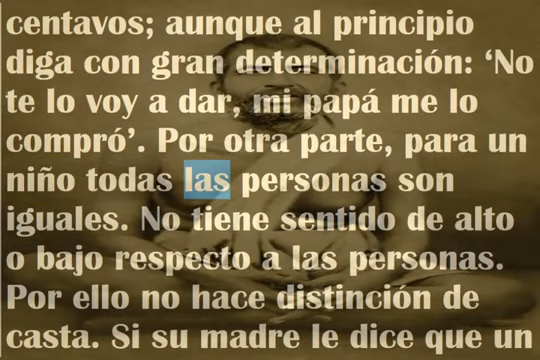 centavos; aunque al principio
diga con gran determinación: ‘No
te lo voy a dar, mi papá me lo
compró’. Por otra parte, para un
niño todas las personas son
iguales. No tiene sentido de alto
o bajo respecto a las personas.
Por ello no hace distinción de
casta. Si su madre le dice que un